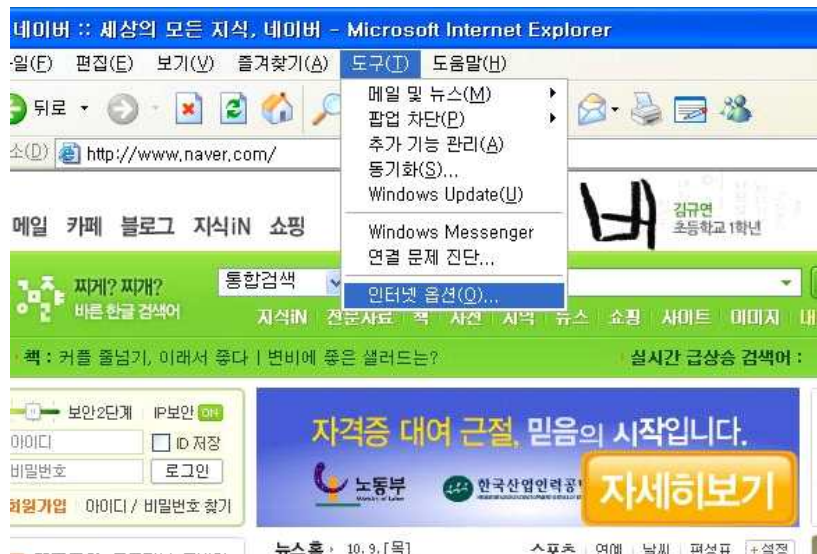 네이버 :: 세상의 모든 지식, 네이버 - Microsoft Internet Explorer
일(F) 편집(E) 보기(V) 즐겨찾기(A) 도구(T) 도움말(H)
뒤로
메일 및 뉴스(M)
팝업 차단(P)
추가 기능 관리(A)
동기화(S)...
Windows Update(U)
Windows Messenger
연결 문제 진단...
인터넷 옵션(O)...
소(D) http://www.naver.com/
메일 카페 블로그 지식iN 쇼핑
김규연
초등학교 1학년
찌게? 찌개?
바른 한글 검색어
통합검색
지식iN 전문자료 책 사전 지역 뉴스 쇼핑 사이트 이미지
책 : 커플 줄넘기, 이래서 좋다 | 변비에 좋은 샐러드는?
실시간 급상승 검색어 :
보안2단계 IP보안 ON
아이디 ID 저장
비밀번호 로그인
회원가입 아이디 / 비밀번호 찾기
자격증 대여 근절, 믿음의 시작입니다.
노동부
한국산업인력공
자세히보기
뉴스홈 10.9.[목]
스포츠 연예 날씨 편성표 +설정